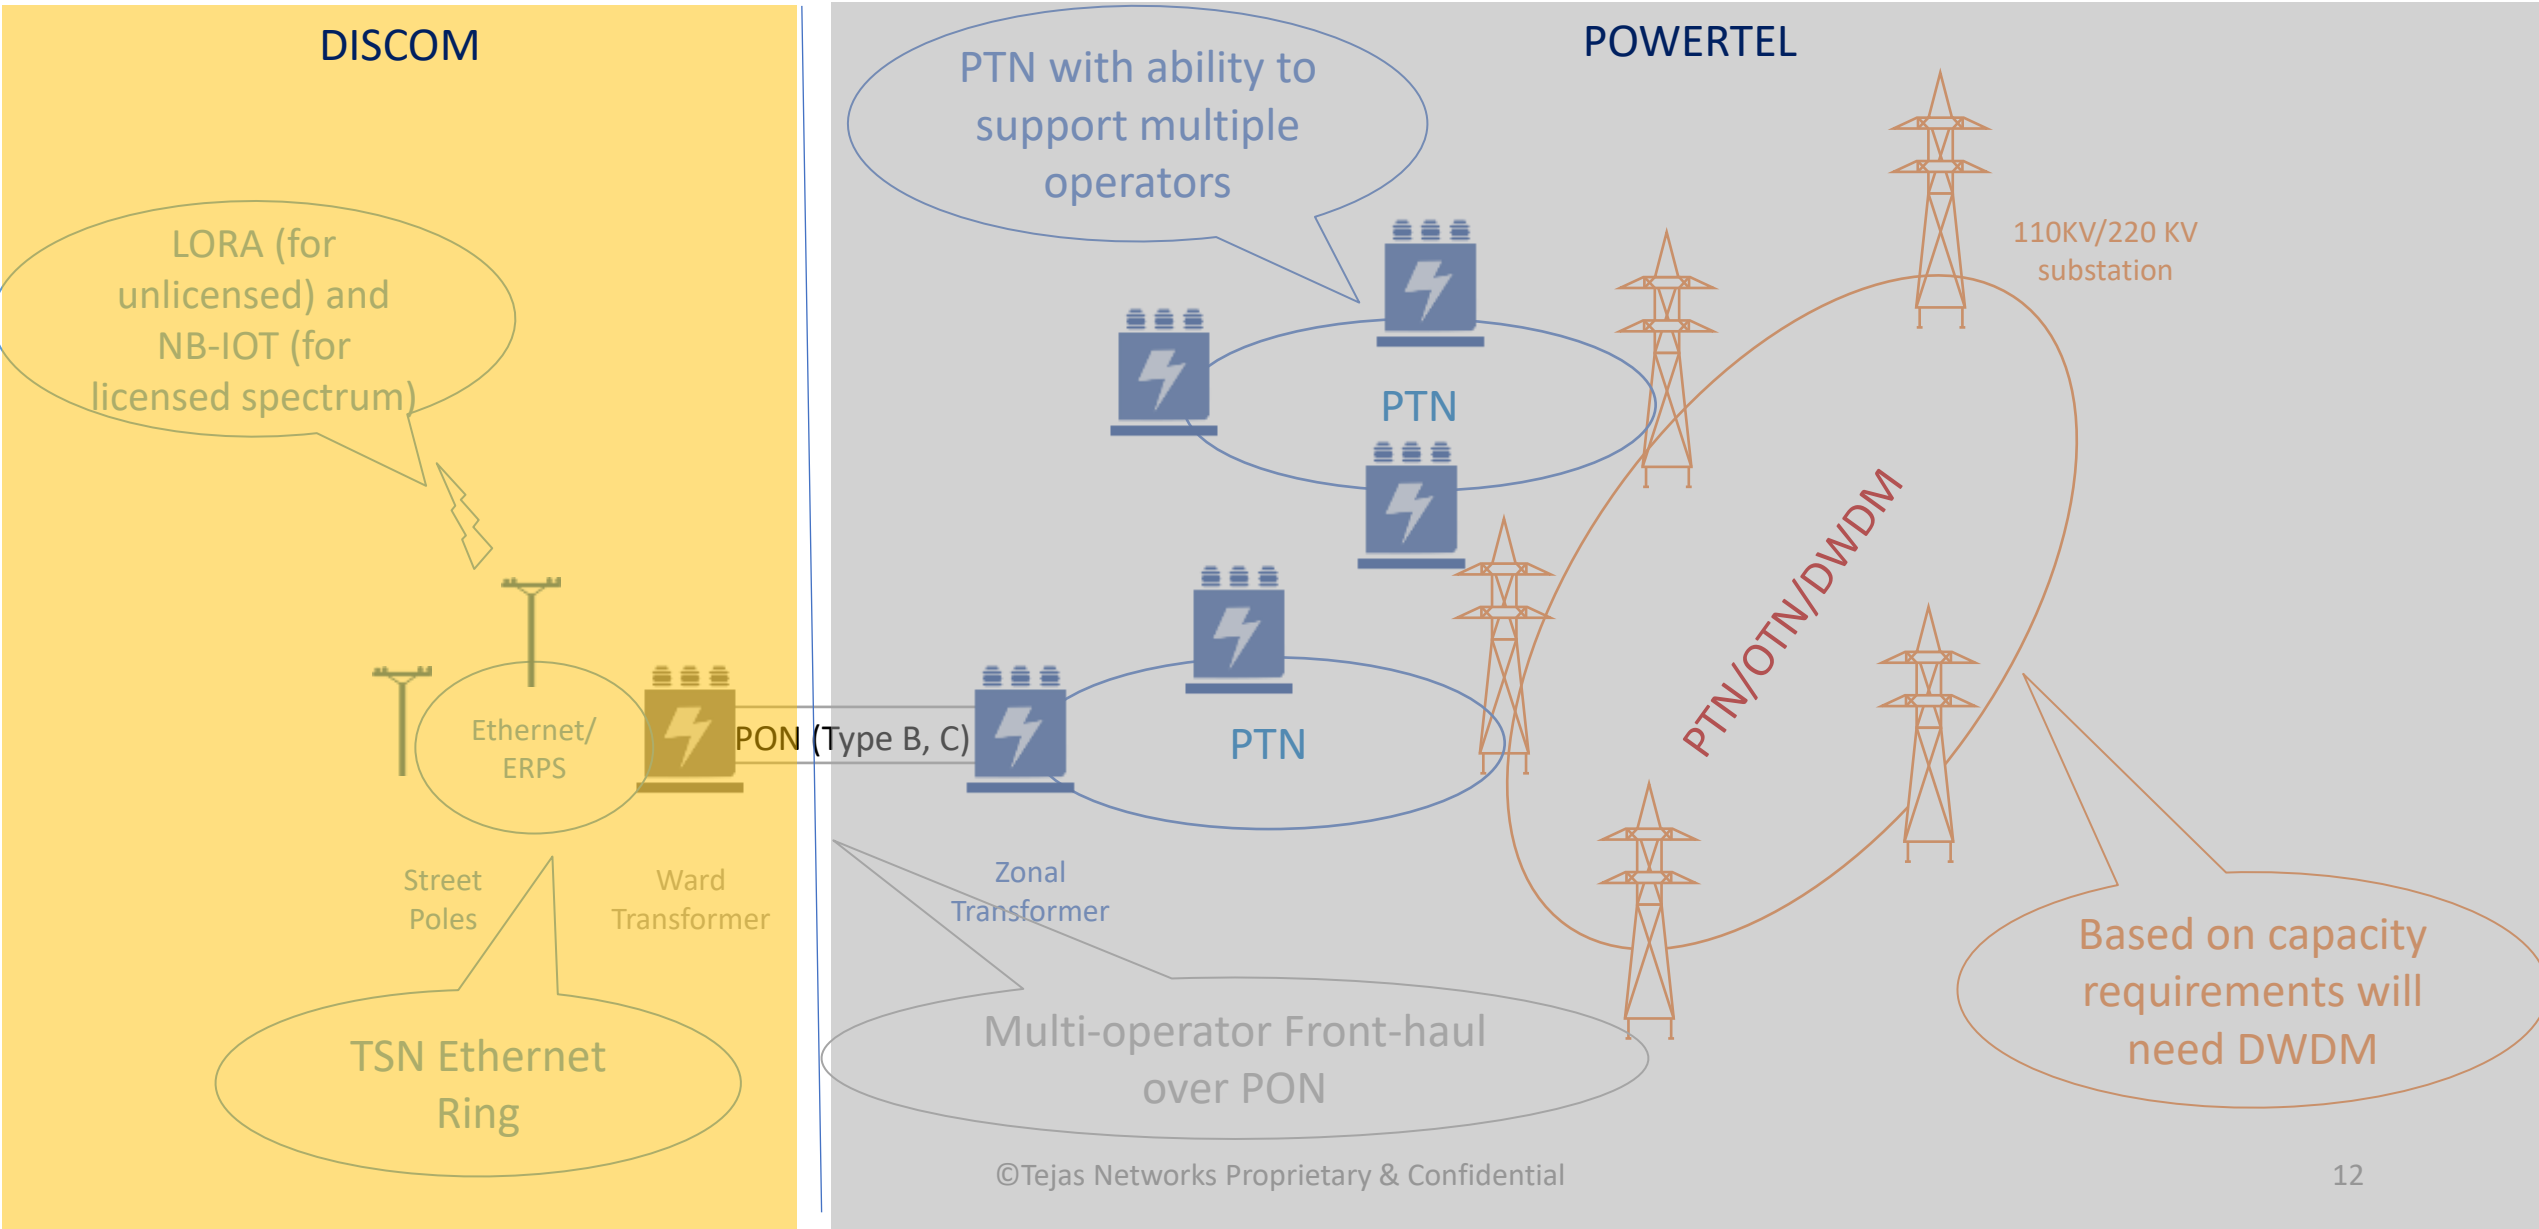 DISCOM
POWERTEL
PTN with ability to
support multiple
operators
LORA (for
unlicensed) and
NB-IOT (for
licensed spectrum)
110KV/220 KV
substation
PTN
PTN/OTN/DWDM
Ethernet/
ERPS
PON (Type B, C)
PTN
Street
Poles
Ward
Transformer
Zonal
Transformer
Based on capacity
requirements will
need DWDM
TSN Ethernet
Ring
Multi-operator Front-haul
over PON
©Tejas Networks Proprietary & Confidential
12